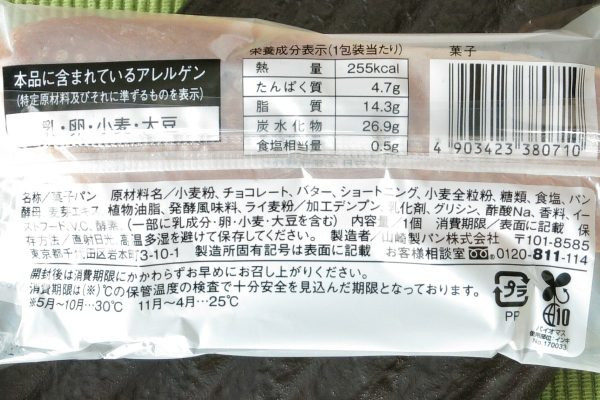 栄養成分表示(1包装当たり)
熱量 255kcal
たんぱく質 4.7g
脂質 14.3g
炭水化物 26.9g
食塩相当量 0.5g
菓子
4 903423 380710
本品に含まれているアレルゲン
(特定原材料及びそれに準ずるものを表示)
乳・卵・小麦・大豆
名称/菓子パン 原材料名/小麦粉、チョコレート、バター、ショートニング、小麦全粒粉、糖類、食塩、パン
酵母、麦芽エキス、植物油脂、発酵風味料、ライ麦粉/加工デンプン、乳化剤、グリシン、酢酸Na、香料、イー
ストフード、V.C、酵素 (一部に乳成分・卵・小麦・大豆を含む) 内容量/1個 消費期限/表面に記載 保
存方法/直射日光、高温多湿を避けて保存してください。 製造者/山崎製パン株式会社 〒101-8585
東京都千代田区岩本町3-10-1 製造所固有記号は表面に記載 お客様相談室 0120-811-114
開封後は消費期限にかかわらずお早めにお召し上がりください。
消費期限は(※)℃の保管温度の検査で十分安全を見込んだ期限となっております。
※5月~10月…30℃ 11月~4月…25℃
プラ
PP
Bio
バイオマス
使用部位:インキ
No.170033